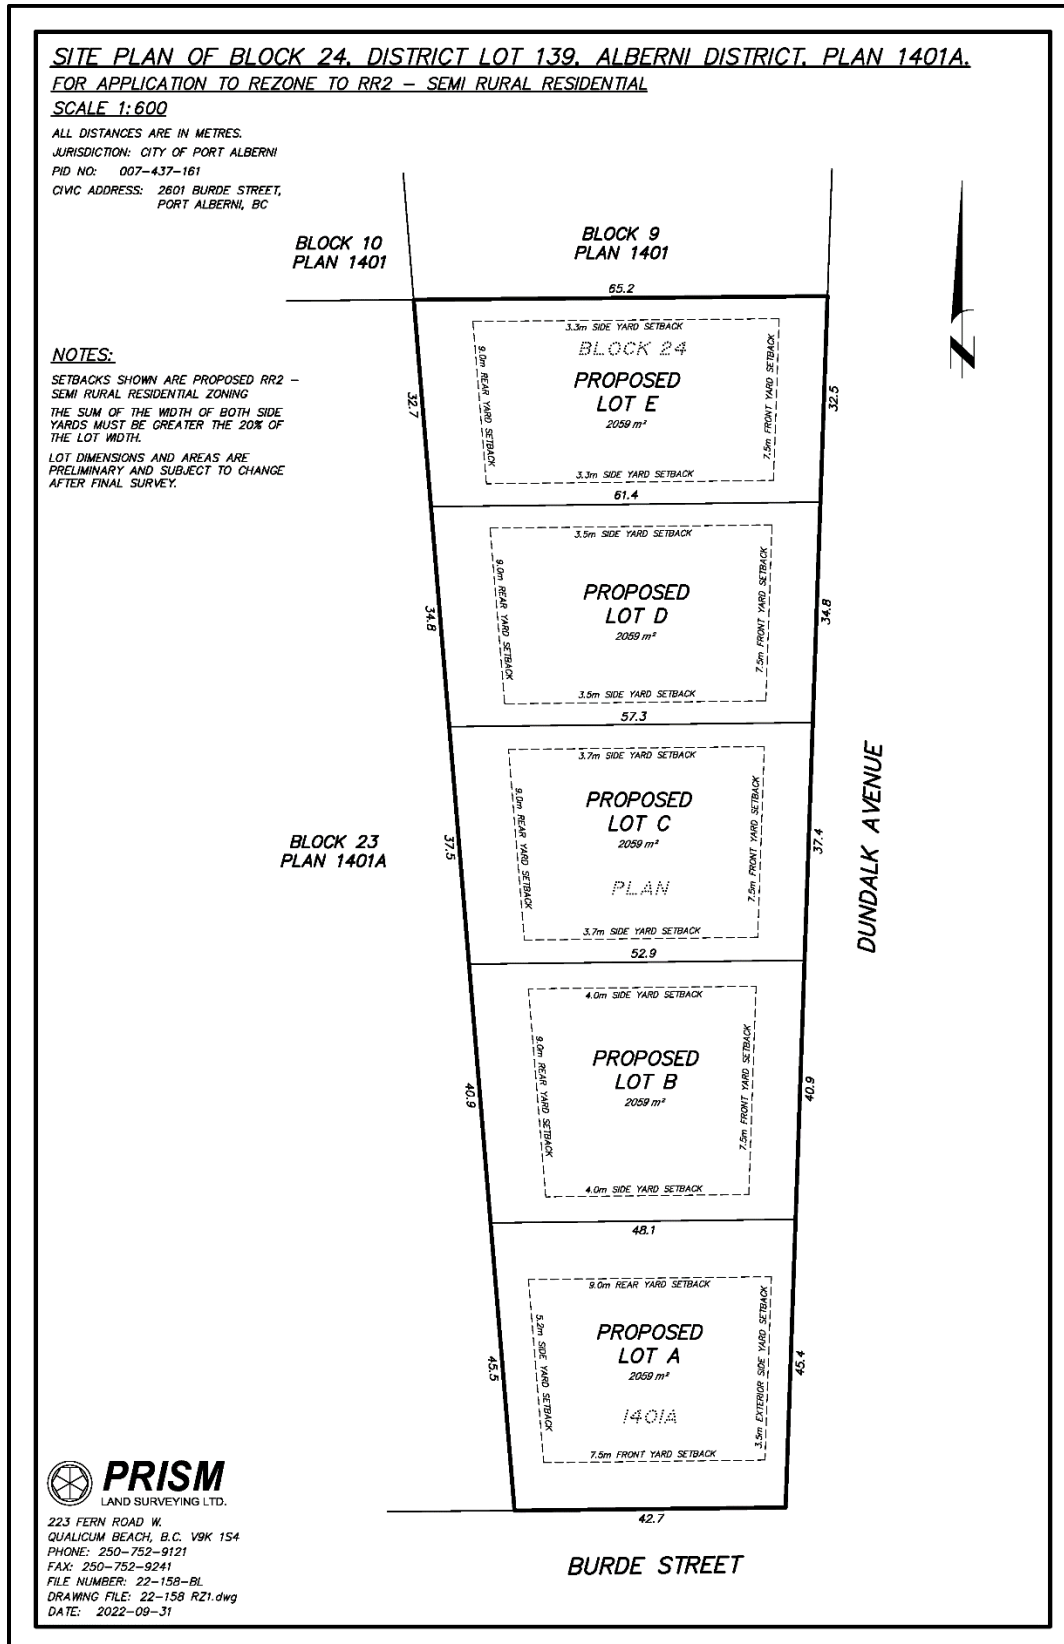 SITE PLAN OF BLOCK 24, DISTRICT LOT 139, ALBERNI DISTRICT, PLAN 1401A.
FOR APPLICATION TO REZONE TO RR2 – SEMI RURAL RESIDENTIAL
SCALE 1:600
ALL DISTANCES ARE IN METRES.
JURISDICTION: CITY OF PORT ALBERNI
PID NO: 007-437-161
CIVIC ADDRESS: 2601 BURDE STREET,
PORT ALBERNI, BC
BLOCK 10
PLAN 1401
BLOCK 9
PLAN 1401
N
NOTES:
SETBACKS SHOWN ARE PROPOSED RR2 –
SEMI RURAL RESIDENTIAL ZONING
THE SUM OF THE WIDTH OF BOTH SIDE
YARDS MUST BE GREATER THE 20% OF
THE LOT WIDTH.
LOT DIMENSIONS AND AREAS ARE
PRELIMINARY AND SUBJECT TO CHANGE
AFTER FINAL SURVEY.
65.2
3.3m SIDE YARD SETBACK
BLOCK 24
PROPOSED
LOT E
2059 m²
9.0m REAR YARD SETBACK
7.5m FRONT YARD SETBACK
32.7
32.5
3.3m SIDE YARD SETBACK
61.4
3.5m SIDE YARD SETBACK
PROPOSED
LOT D
2059 m²
9.0m REAR YARD SETBACK
7.5m FRONT YARD SETBACK
34.8
34.8
3.5m SIDE YARD SETBACK
57.3
3.7m SIDE YARD SETBACK
PROPOSED
LOT C
2059 m²
PLAN
9.0m REAR YARD SETBACK
7.5m FRONT YARD SETBACK
37.5
37.4
3.7m SIDE YARD SETBACK
BLOCK 23
PLAN 1401A
DUNDALK AVENUE
52.9
4.0m SIDE YARD SETBACK
PROPOSED
LOT B
2059 m²
9.0m REAR YARD SETBACK
7.5m FRONT YARD SETBACK
40.9
40.9
4.0m SIDE YARD SETBACK
48.1
9.0m REAR YARD SETBACK
PROPOSED
LOT A
2059 m²
1401A
5.2m SIDE YARD SETBACK
3.5m EXTERIOR SIDE YARD SETBACK
45.5
45.4
7.5m FRONT YARD SETBACK
42.7
BURDE STREET
PRISM
LAND SURVEYING LTD.
223 FERN ROAD W.
QUALICUM BEACH, B.C. V9K 1S4
PHONE: 250-752-9121
FAX: 250-752-9241
FILE NUMBER: 22-158-BL
DRAWING FILE: 22-158 RZ1.dwg
DATE: 2022-09-31